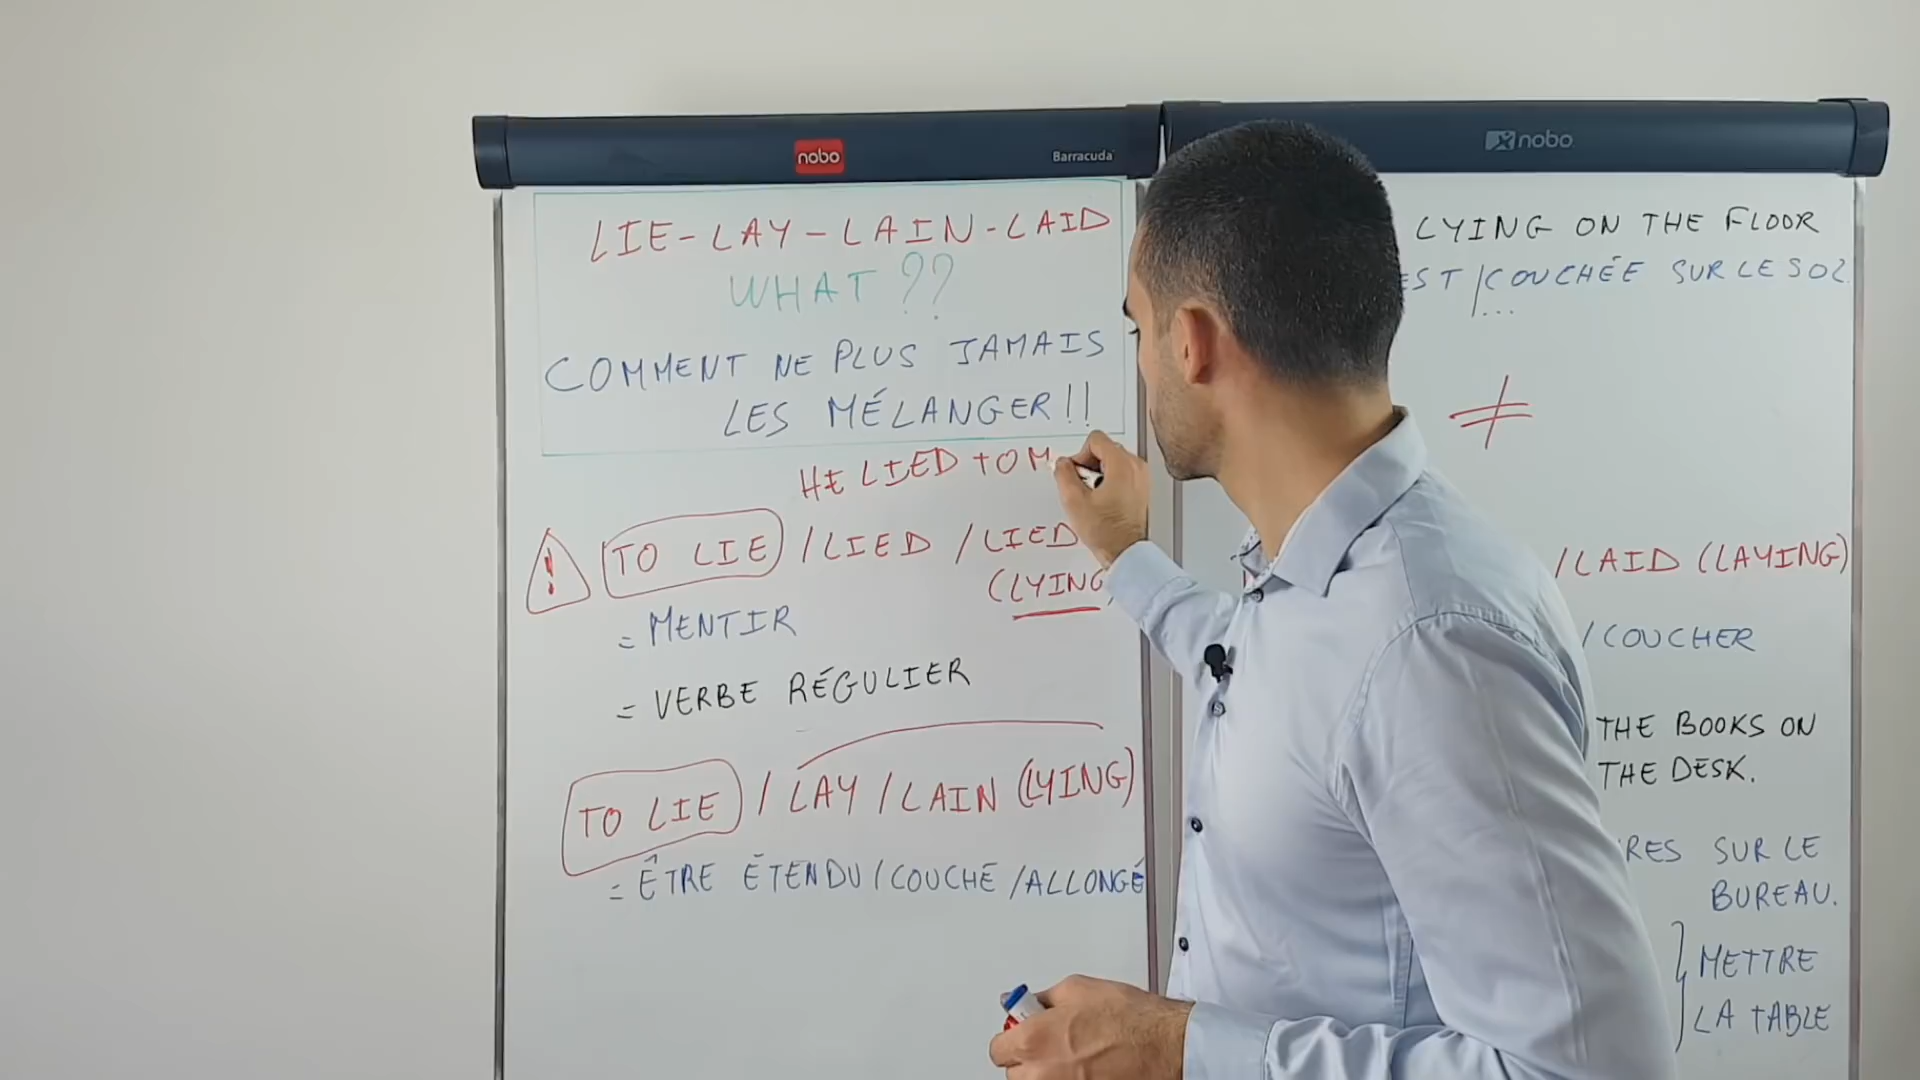 nobo
Barracuda
nobo
LIE-LAY-LAIN-LAID
WHAT??
COMMENT NE PLUS JAMAIS
LES MÉLANGER!!
HE LIED TO M
! TO LIE /LIED /LIED
(LYING
= MENTIR
= VERBE RÉGULIER
TO LIE / LAY / LAIN (LYING)
= ÊTRE ÉTENDU/COUCHÉ/ALLONGÉ
LYING ON THE FLOOR
EST/COUCHÉE SUR LE SOL
/...
≠
/LAID (LAYING)
/COUCHER
THE BOOKS ON
THE DESK.
RES SUR LE
BUREAU.
} METTRE
LA TABLE